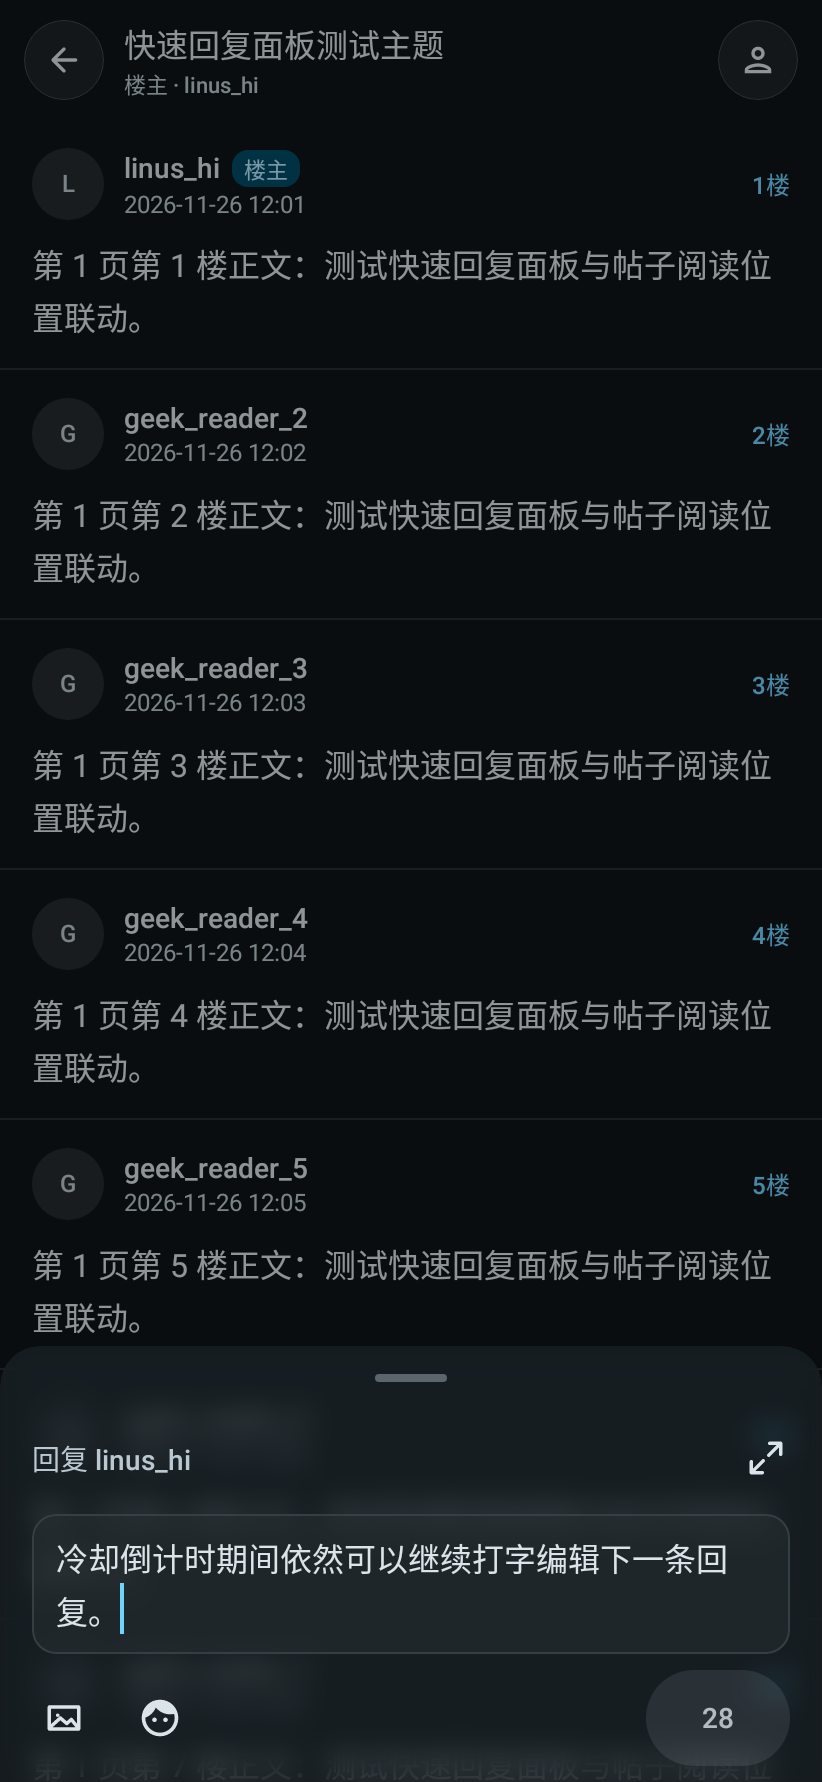 快速回复面板测试主题
楼主 · linus_hi
L
linus_hi 楼主
1楼
2026-11-26 12:01
第 1 页第 1 楼正文：测试快速回复面板与帖子阅读位
置联动。
G
geek_reader_2
2楼
2026-11-26 12:02
第 1 页第 2 楼正文：测试快速回复面板与帖子阅读位
置联动。
G
geek_reader_3
3楼
2026-11-26 12:03
第 1 页第 3 楼正文：测试快速回复面板与帖子阅读位
置联动。
G
geek_reader_4
4楼
2026-11-26 12:04
第 1 页第 4 楼正文：测试快速回复面板与帖子阅读位
置联动。
G
geek_reader_5
5楼
2026-11-26 12:05
第 1 页第 5 楼正文：测试快速回复面板与帖子阅读位
置联动。
回复 linus_hi
冷却倒计时期间依然可以继续打字编辑下一条回
复。
28